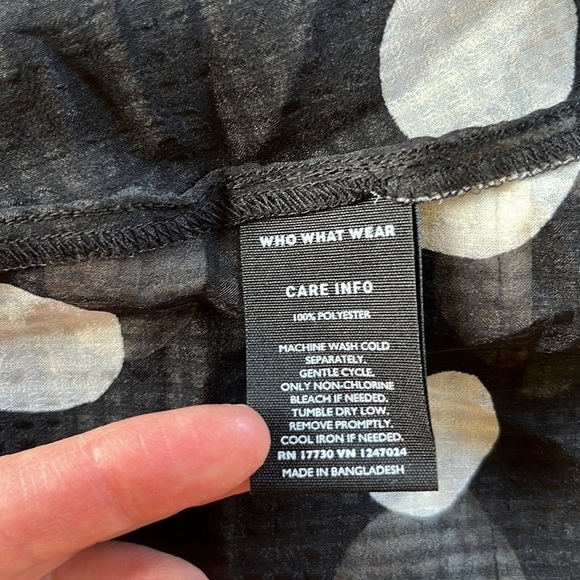 WHO WHAT WEAR
CARE INFO
100% POLYESTER
MACHINE WASH COLD
SEPARATELY.
GENTLE CYCLE.
ONLY NON-CHLORINE
BLEACH IF NEEDED.
TUMBLE DRY LOW.
REMOVE PROMPTLY.
COOL IRON IF NEEDED.
RN 17730 VN 1247024
MADE IN BANGLADESH